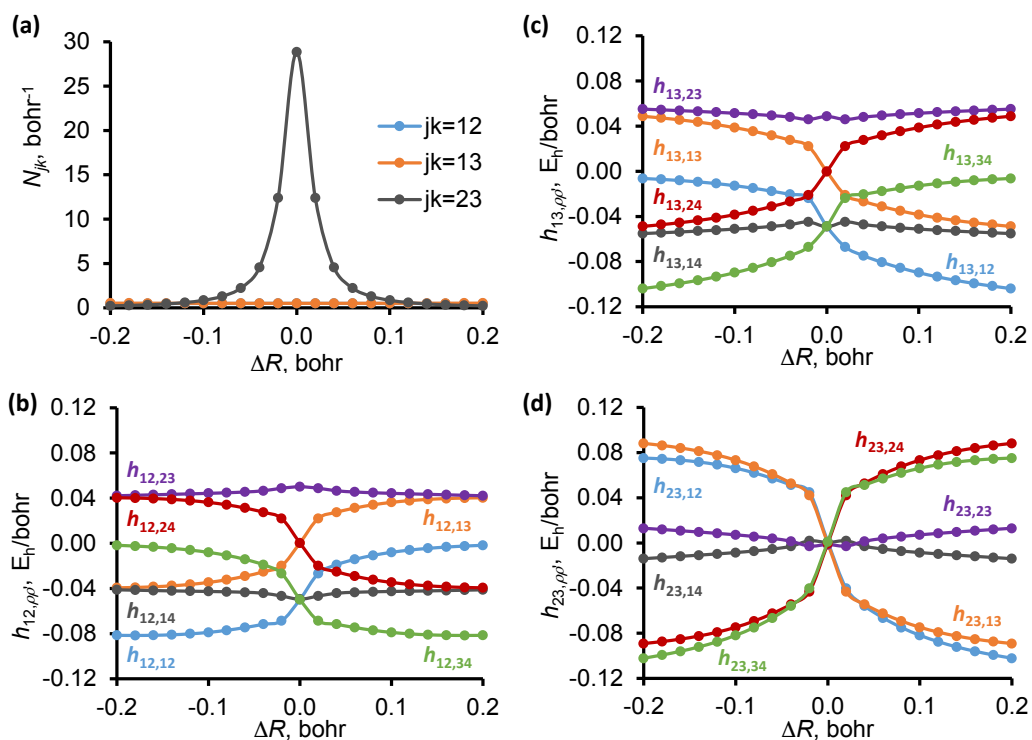 (a)
N_jk, bohr⁻¹
30
25
20
15
10
5
0
-0.2 -0.1 0.0 0.1 0.2
ΔR, bohr
jk=12
jk=13
jk=23
(b)
h_12,ρρ', E_h/bohr
0.12
0.08
0.04
0.00
-0.04
-0.08
-0.12
-0.2 -0.1 0.0 0.1 0.2
ΔR, bohr
h_12,23
h_12,24
h_12,13
h_12,14
h_12,12
h_12,34
(c)
h_13,ρρ', E_h/bohr
0.12
0.08
0.04
0.00
-0.04
-0.08
-0.12
-0.2 -0.1 0.0 0.1 0.2
ΔR, bohr
h_13,23
h_13,13
h_13,34
h_13,24
h_13,14
h_13,12
(d)
h_23,ρρ', E_h/bohr
0.12
0.08
0.04
0.00
-0.04
-0.08
-0.12
-0.2 -0.1 0.0 0.1 0.2
ΔR, bohr
h_23,24
h_23,12
h_23,23
h_23,14
h_23,13
h_23,34